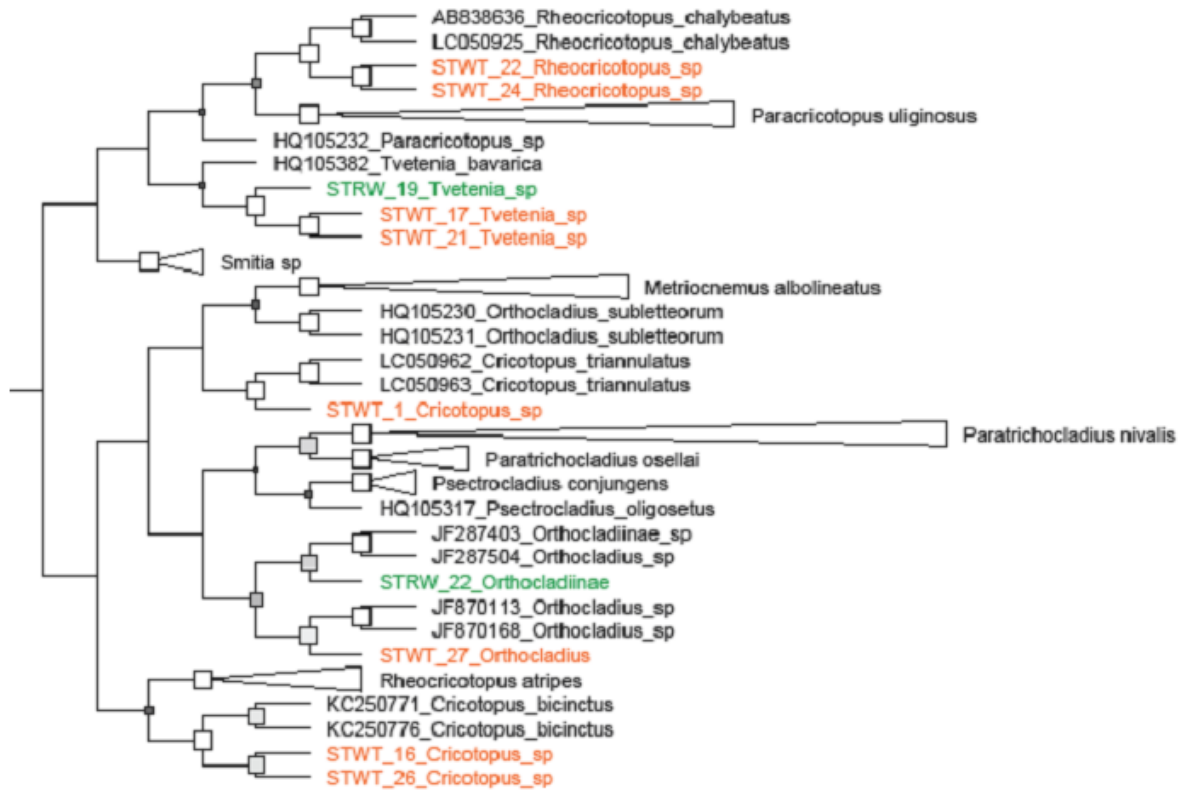 AB838636_Rheocricotopus_chalybeatus
LC050925_Rheocricotopus_chalybeatus
STWT_22_Rheocricotopus_sp
STWT_24_Rheocricotopus_sp
Paracricotopus uliginosus
HQ105232_Paracricotopus_sp
HQ105382_Tvetenia_bavarica
STRW_19_Tvetenia_sp
STWT_17_Tvetenia_sp
STWT_21_Tvetenia_sp
Smitia sp
Metriocnemus albolineatus
HQ105230_Orthocladius_subletteorum
HQ105231_Orthocladius_subletteorum
LC050962_Cricotopus_triannulatus
LC050963_Cricotopus_triannulatus
STWT_1_Cricotopus_sp
Paratrichocladius nivalis
Paratrichocladius osellai
Psectrocladius conjungens
HQ105317_Psectrocladius_oligosetus
JF287403_Orthocladiinae_sp
JF287504_Orthocladius_sp
STRW_22_Orthocladiinae
JF870113_Orthocladius_sp
JF870168_Orthocladius_sp
STWT_27_Orthocladius
Rheocricotopus atripes
KC250771_Cricotopus_bicinctus
KC250776_Cricotopus_bicinctus
STWT_16_Cricotopus_sp
STWT_26_Cricotopus_sp